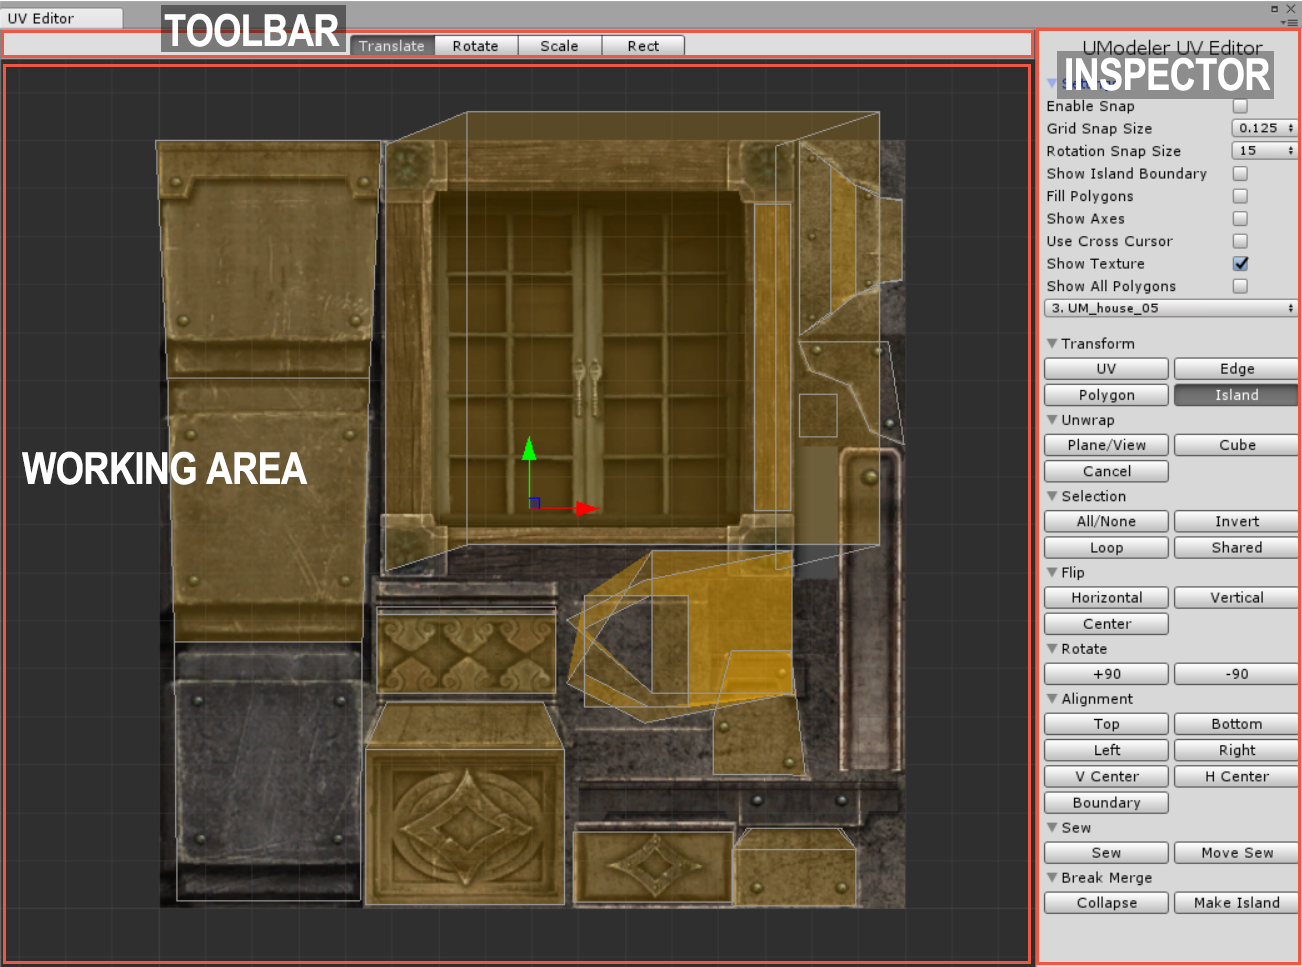 UV Editor
TOOLBAR
Translate
Rotate
Scale
Rect
WORKING AREA
UModeler UV Editor
INSPECTOR
Enable Snap
Grid Snap Size 0.125
Rotation Snap Size 15
Show Island Boundary
Fill Polygons
Show Axes
Use Cross Cursor
Show Texture
Show All Polygons
3. UM_house_05
Transform
UV Edge
Polygon Island
Unwrap
Plane/View Cube
Cancel
Selection
All/None Invert
Loop Shared
Flip
Horizontal Vertical
Center
Rotate
+90 -90
Alignment
Top Bottom
Left Right
V Center H Center
Boundary
Sew
Sew Move Sew
Break Merge
Collapse Make Island